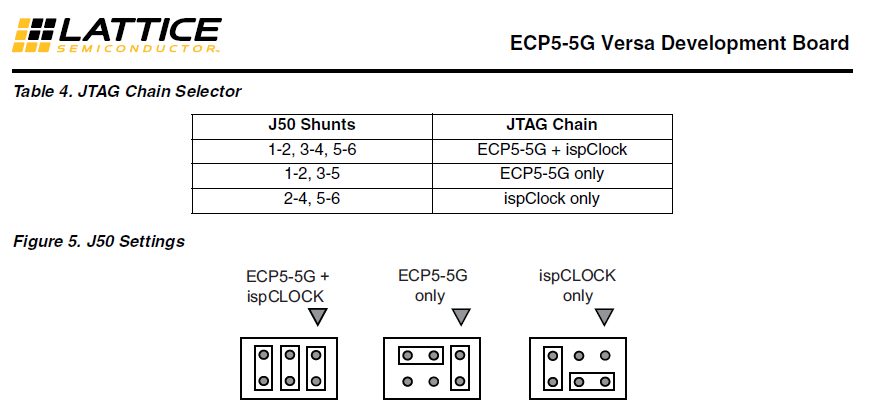 LATTICE
SEMICONDUCTOR.
ECP5-5G Versa Development Board
Table 4. JTAG Chain Selector
J50 Shunts JTAG Chain
1-2, 3-4, 5-6 ECP5-5G + ispClock
1-2, 3-5 ECP5-5G only
2-4, 5-6 ispClock only
Figure 5. J50 Settings
ECP5-5G + ECP5-5G ispCLOCK
ispCLOCK only only